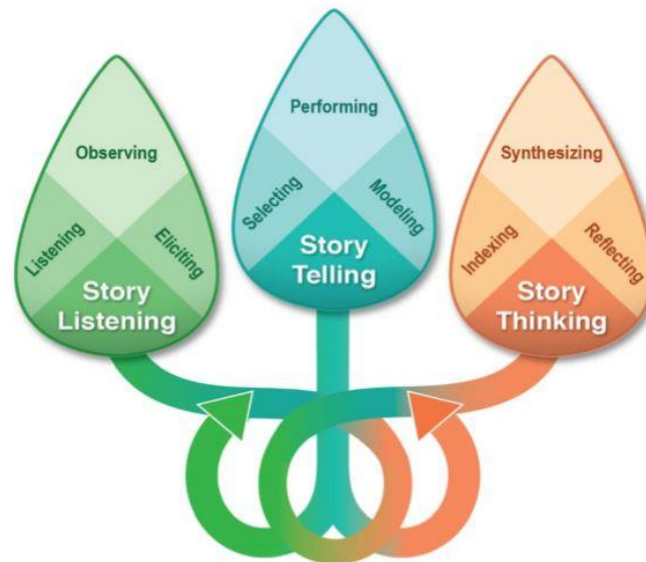 Observing
Listening
Eliciting
Story
Listening
Performing
Selecting
Modeling
Story
Telling
Synthesizing
Indexing
Reflecting
Story
Thinking